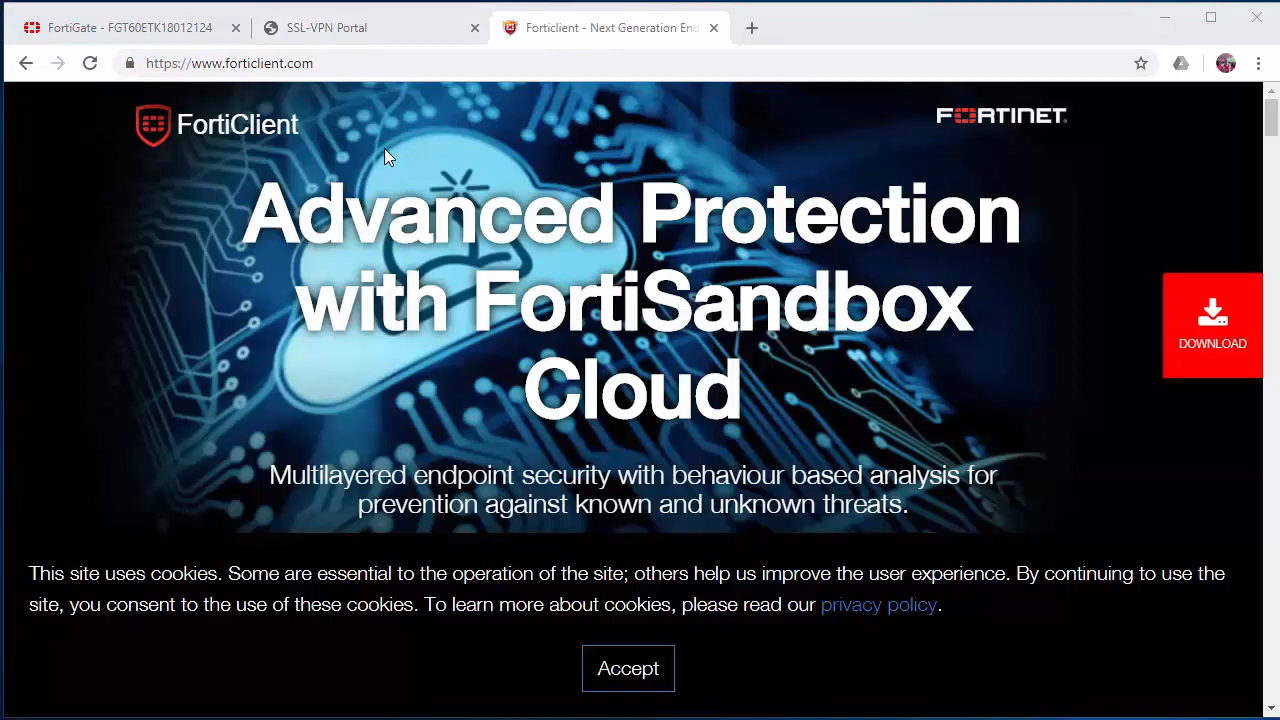 FortiGate - FGT60ETK18012124
SSL-VPN Portal
Forticlient - Next Generation End
https://www.forticlient.com
FortiClient
FORTINET
Advanced Protection
with FortiSandbox
Cloud
DOWNLOAD
Multilayered endpoint security with behaviour based analysis for
prevention against known and unknown threats.
This site uses cookies. Some are essential to the operation of the site; others help us improve the user experience. By continuing to use the
site, you consent to the use of these cookies. To learn more about cookies, please read our privacy policy.
Accept